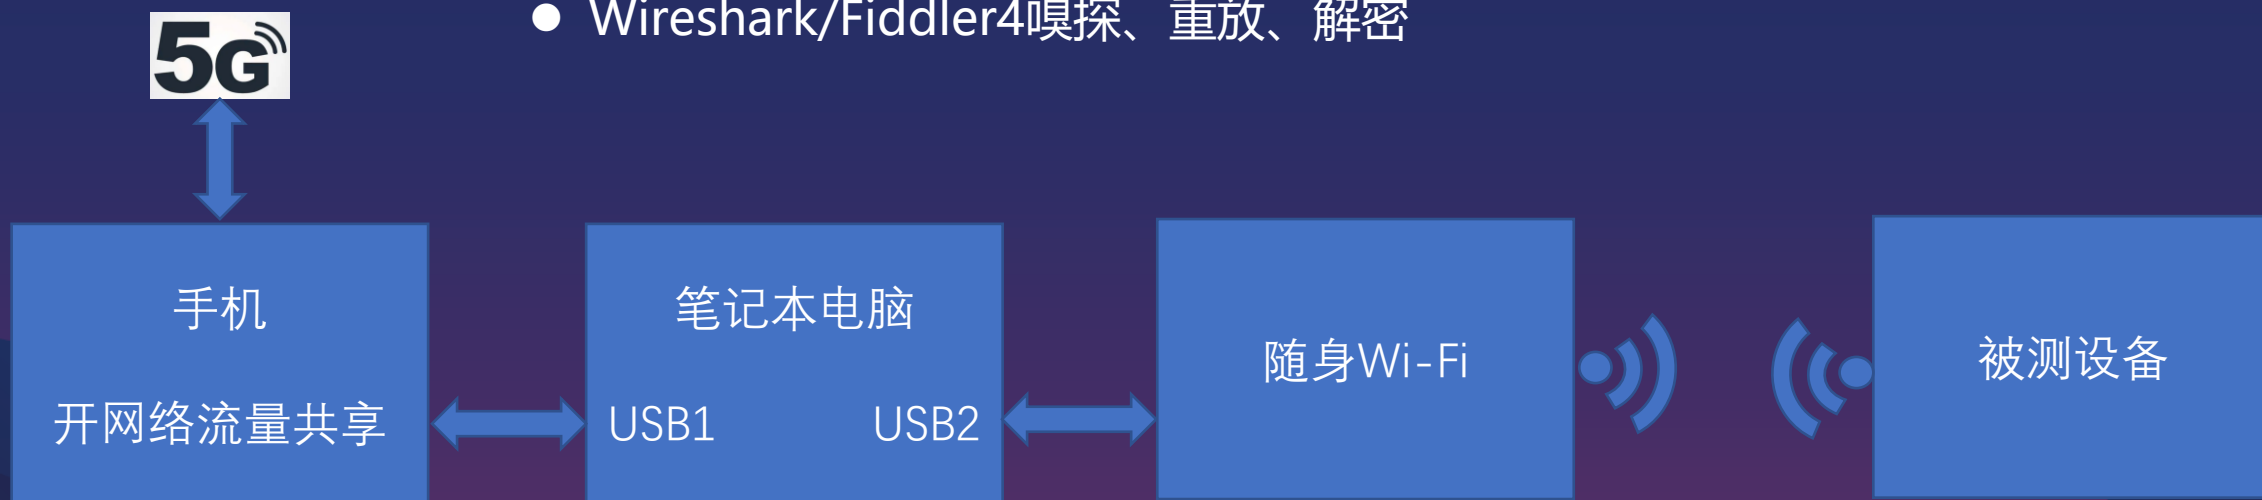 Wireshark/Fiddler4嗅探、重放、解密
5G
手机
开网络流量共享
笔记本电脑
USB1
USB2
随身Wi-Fi
被测设备